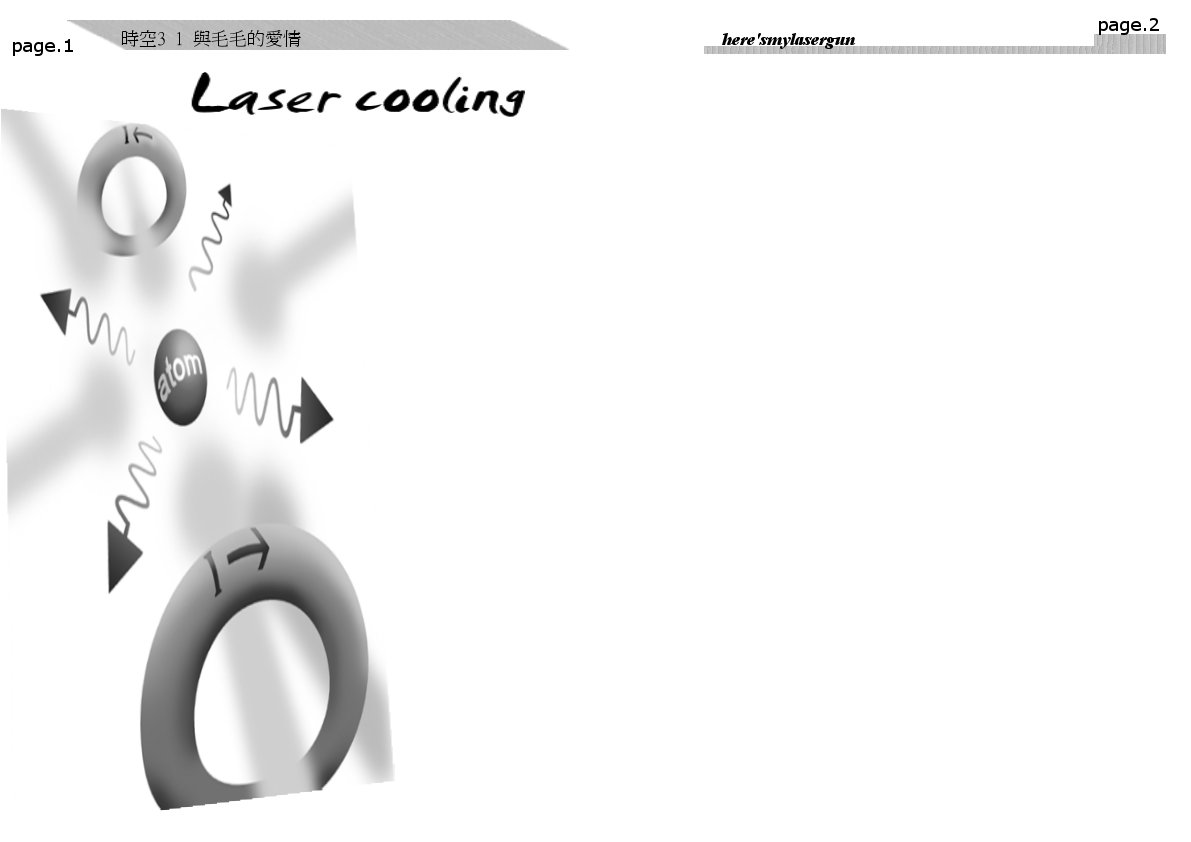 page.1
時空3 1 與毛毛的愛情
here'smylasergun
page.2
Laser cooling
I←
atom
I→